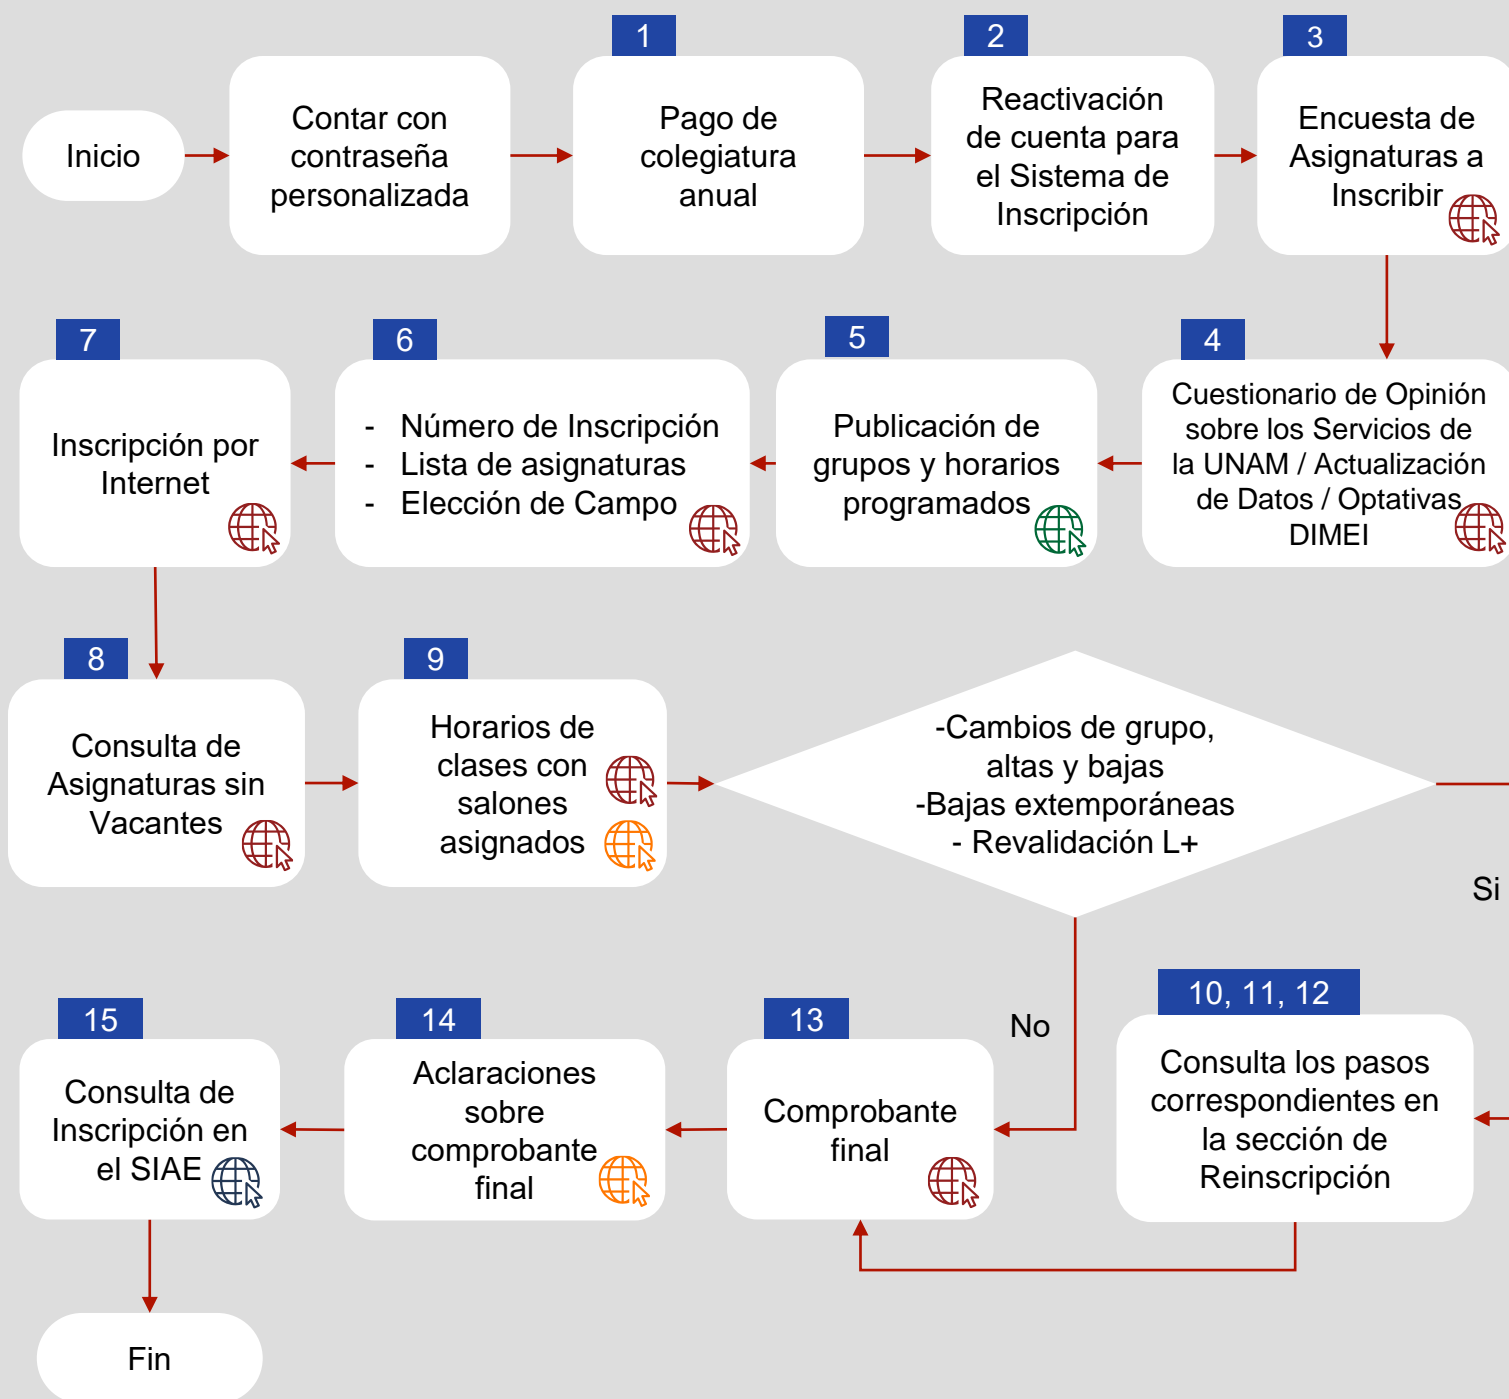 Inicio
Contar con
contraseña
personalizada
1
Pago de
colegiatura
anual
2
Reactivación
de cuenta para
el Sistema de
Inscripción
3
Encuesta de
Asignaturas a
Inscribir
4
Cuestionario de Opinión
sobre los Servicios de
la UNAM / Actualización
de Datos / Optativas
DIMEI
5
Publicación de
grupos y horarios
programados
6
- Número de Inscripción
- Lista de asignaturas
- Elección de Campo
7
Inscripción por
Internet
8
Consulta de
Asignaturas sin
Vacantes
9
Horarios de
clases con
salones
asignados
-Cambios de grupo,
altas y bajas
-Bajas extemporáneas
- Revalidación L+
Si
No
10, 11, 12
Consulta los pasos
correspondientes en
la sección de
Reinscripción
13
Comprobante
final
14
Aclaraciones
sobre
comprobante
final
15
Consulta de
Inscripción en
el SIAE
Fin